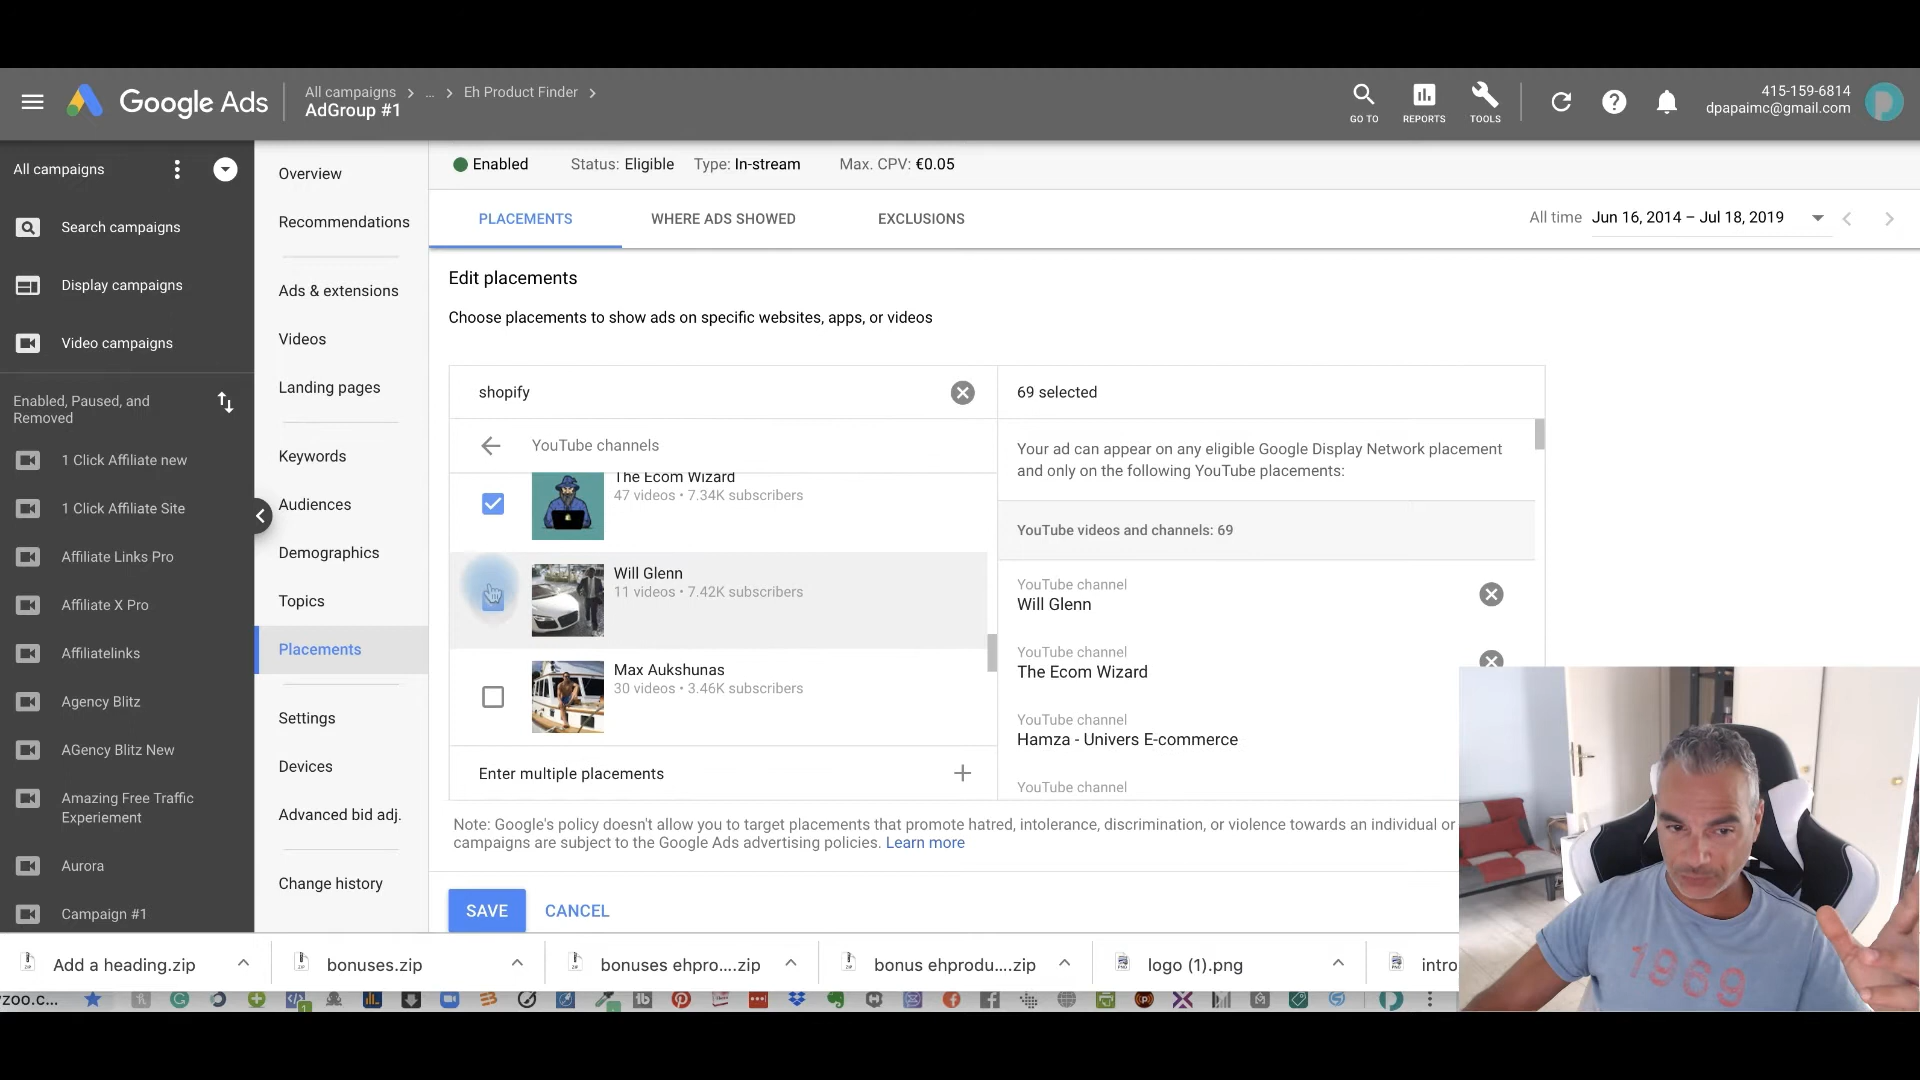 Google Ads
All campaigns > ... > Eh Product Finder >
AdGroup #1
GO TO
REPORTS
TOOLS
415-159-6814
dpapaimc@gmail.com
All campaigns
Search campaigns
Display campaigns
Video campaigns
Enabled, Paused, and
Removed
1 Click Affiliate new
1 Click Affiliate Site
Affiliate Links Pro
Affiliate X Pro
Affiliatelinks
Agency Blitz
AGency Blitz New
Amazing Free Traffic
Experiement
Aurora
Campaign #1
Overview
Recommendations
Ads & extensions
Videos
Landing pages
Keywords
Audiences
Demographics
Topics
Placements
Settings
Devices
Advanced bid adj.
Change history
Enabled Status: Eligible Type: In-stream Max. CPV: €0.05
PLACEMENTS
WHERE ADS SHOWED
EXCLUSIONS
All time Jun 16, 2014 – Jul 18, 2019
Edit placements
Choose placements to show ads on specific websites, apps, or videos
shopify
YouTube channels
The Ecom Wizard
47 videos • 7.34K subscribers
Will Glenn
11 videos • 7.42K subscribers
Max Aukshunas
30 videos • 3.46K subscribers
Enter multiple placements
69 selected
Your ad can appear on any eligible Google Display Network placement
and only on the following YouTube placements:
YouTube videos and channels: 69
YouTube channel
Will Glenn
YouTube channel
The Ecom Wizard
YouTube channel
Hamza - Univers E-commerce
YouTube channel
Note: Google's policy doesn't allow you to target placements that promote hatred, intolerance, discrimination, or violence towards an individual or
campaigns are subject to the Google Ads advertising policies. Learn more
SAVE
CANCEL
Add a heading.zip
bonuses.zip
bonuses ehpro....zip
bonus ehprodu....zip
logo (1).png
intro
zoo.c...
1969